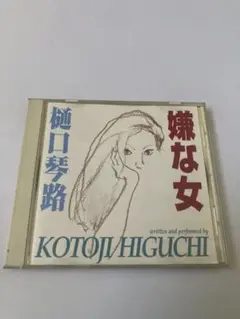 嫌な女
樋口琴路
written and performed by
KOTOJI HIGUCHI